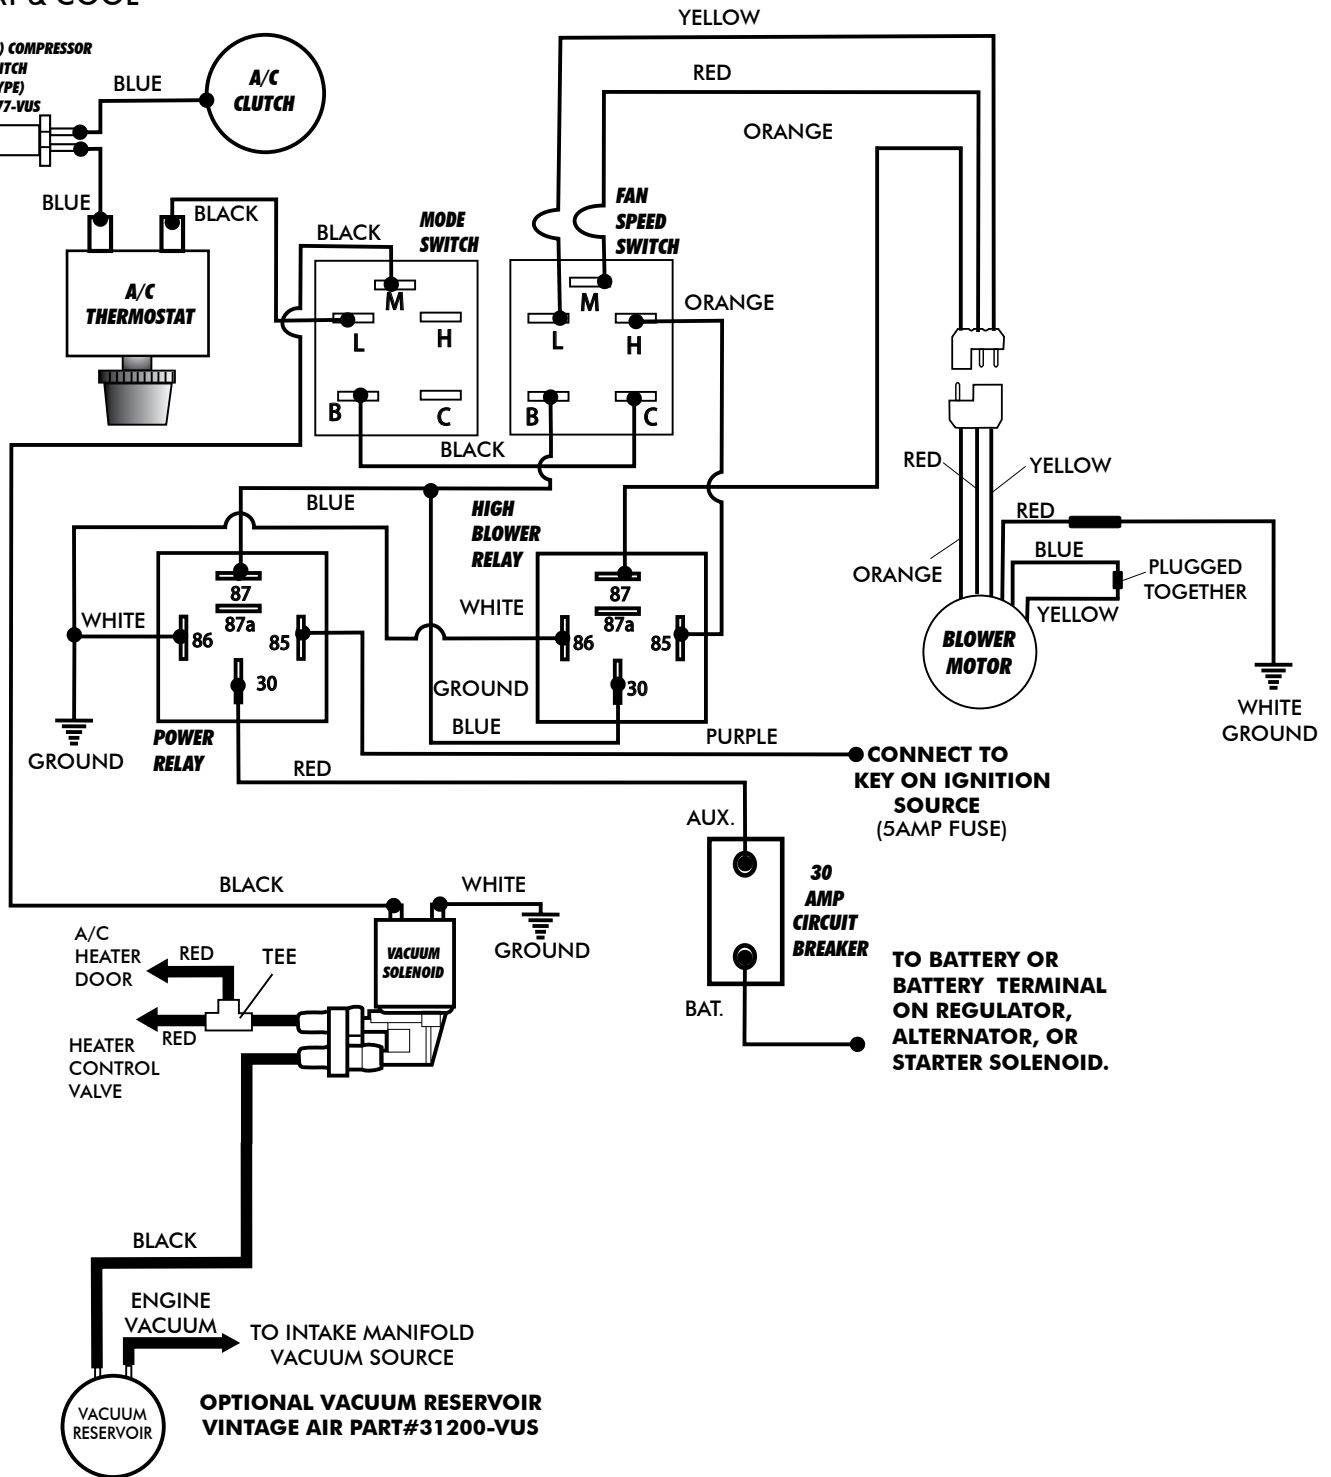 & COOL
) COMPRESSOR
77-VUS
BLUE
A/C
CLUTCH
BLUE
BLACK
A/C
THERMOSTAT
YELLOW
RED
ORANGE
BLACK
MODE
SWITCH
M
L
H
B
C
FAN
SPEED
SWITCH
M
L
H
B
C
ORANGE
BLACK
BLUE
HIGH
BLOWER
RELAY
RED
YELLOW
ORANGE
RED
BLUE
YELLOW
PLUGGED
TOGETHER
BLOWER
MOTOR
WHITE
GROUND
WHITE
87
87a
86
85
30
POWER
RELAY
GROUND
WHITE
87
87a
86
85
30
GROUND
BLUE
PURPLE
RED
CONNECT TO
KEY ON IGNITION
SOURCE
(5AMP FUSE)
AUX.
30
AMP
CIRCUIT
BREAKER
BAT.
TO BATTERY OR
BATTERY TERMINAL
ON REGULATOR,
ALTERNATOR, OR
STARTER SOLENOID.
BLACK
WHITE
GROUND
VACUUM
SOLENOID
A/C
HEATER
DOOR
RED
TEE
RED
HEATER
CONTROL
VALVE
BLACK
ENGINE
VACUUM
TO INTAKE MANIFOLD
VACUUM SOURCE
VACUUM
RESERVOIR
OPTIONAL VACUUM RESERVOIR
VINTAGE AIR PART#31200-VUS